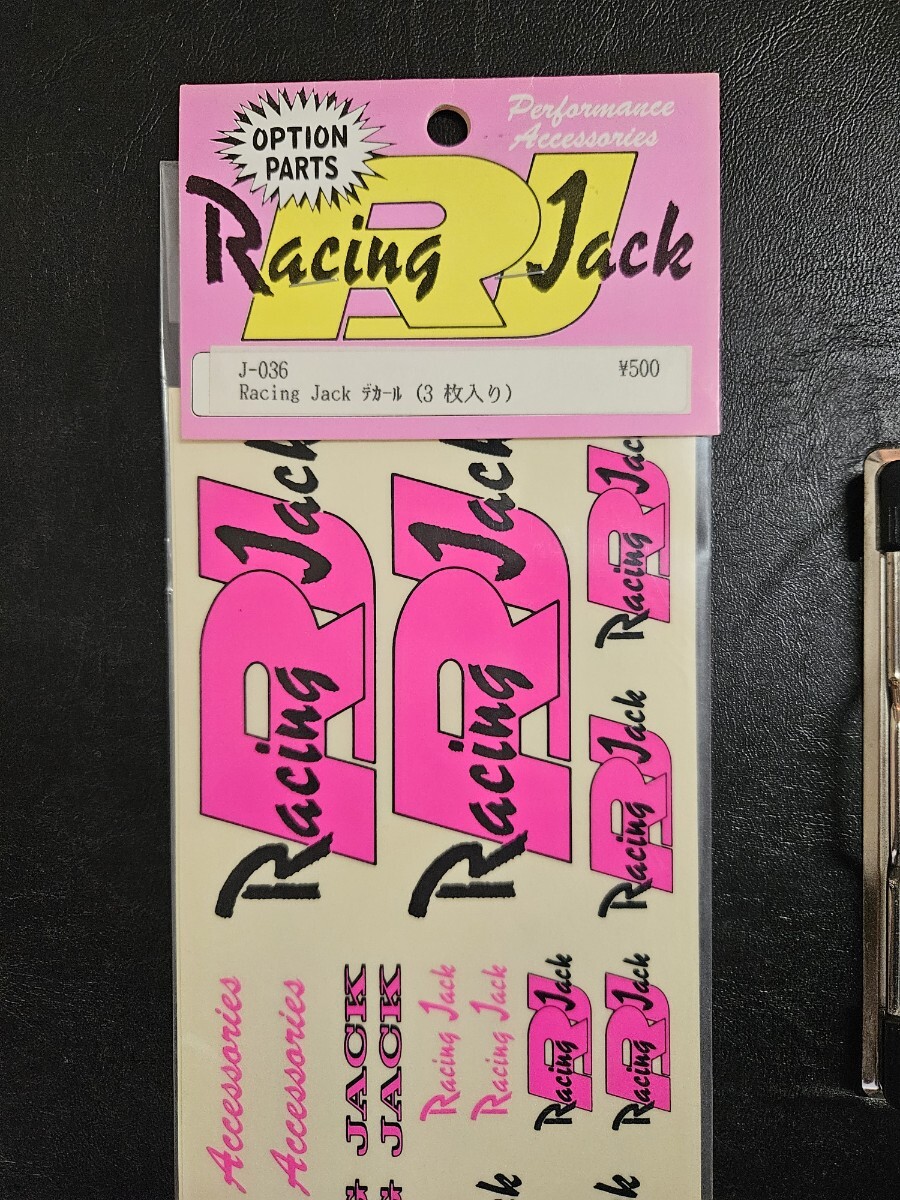 OPTION
PARTS
Performance
Accessories
RJ
Racing Jack
J-036
¥500
Racing Jack ﾃﾞｶｰﾙ (3 枚入り)
RJ
Racing Jack
RJ
Racing Jack
RJ
Racing Jac
RJ
Racing Jack
Accessories
Accessories
JACK
JACK
Racing Jack
Racing Jack
RJ
Racing Jack
RJ
Racing Jack
k
k